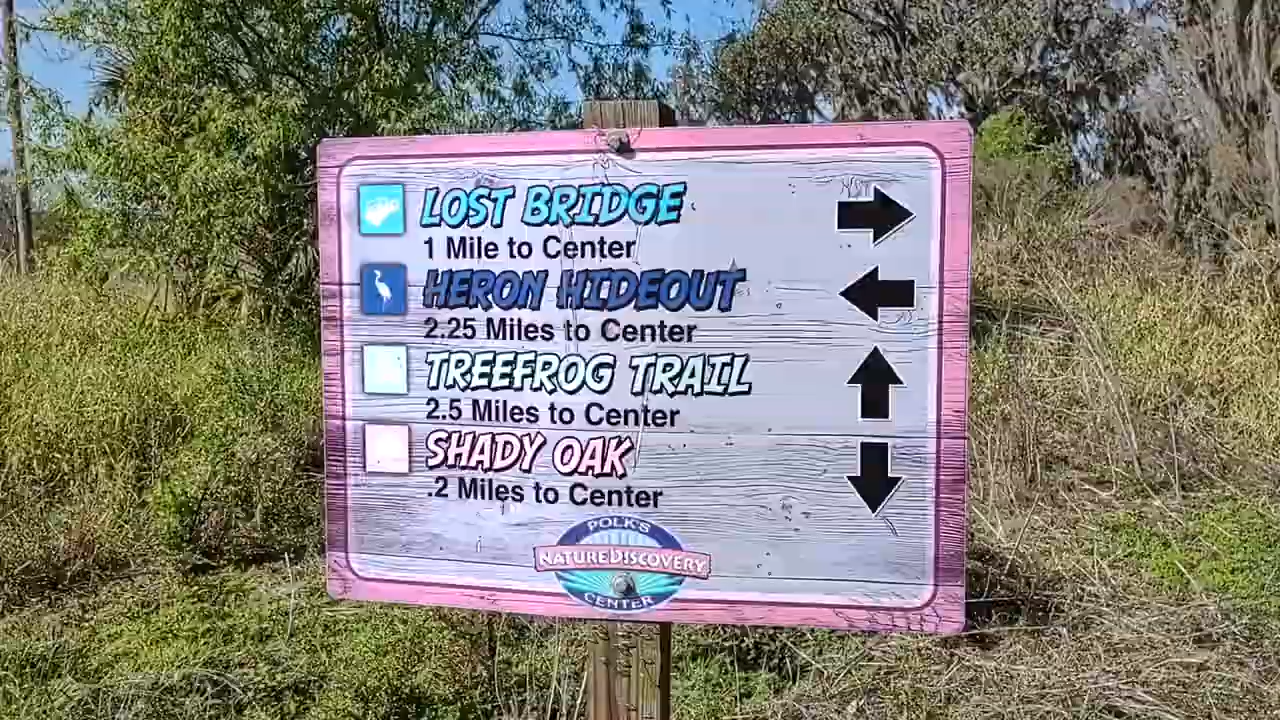 LOST BRIDGE
1 Mile to Center
HERON HIDEOUT
2.25 Miles to Center
TREEFROG TRAIL
2.5 Miles to Center
SHADY OAK
.2 Miles to Center
POLK'S
NATURE DISCOVERY
CENTER